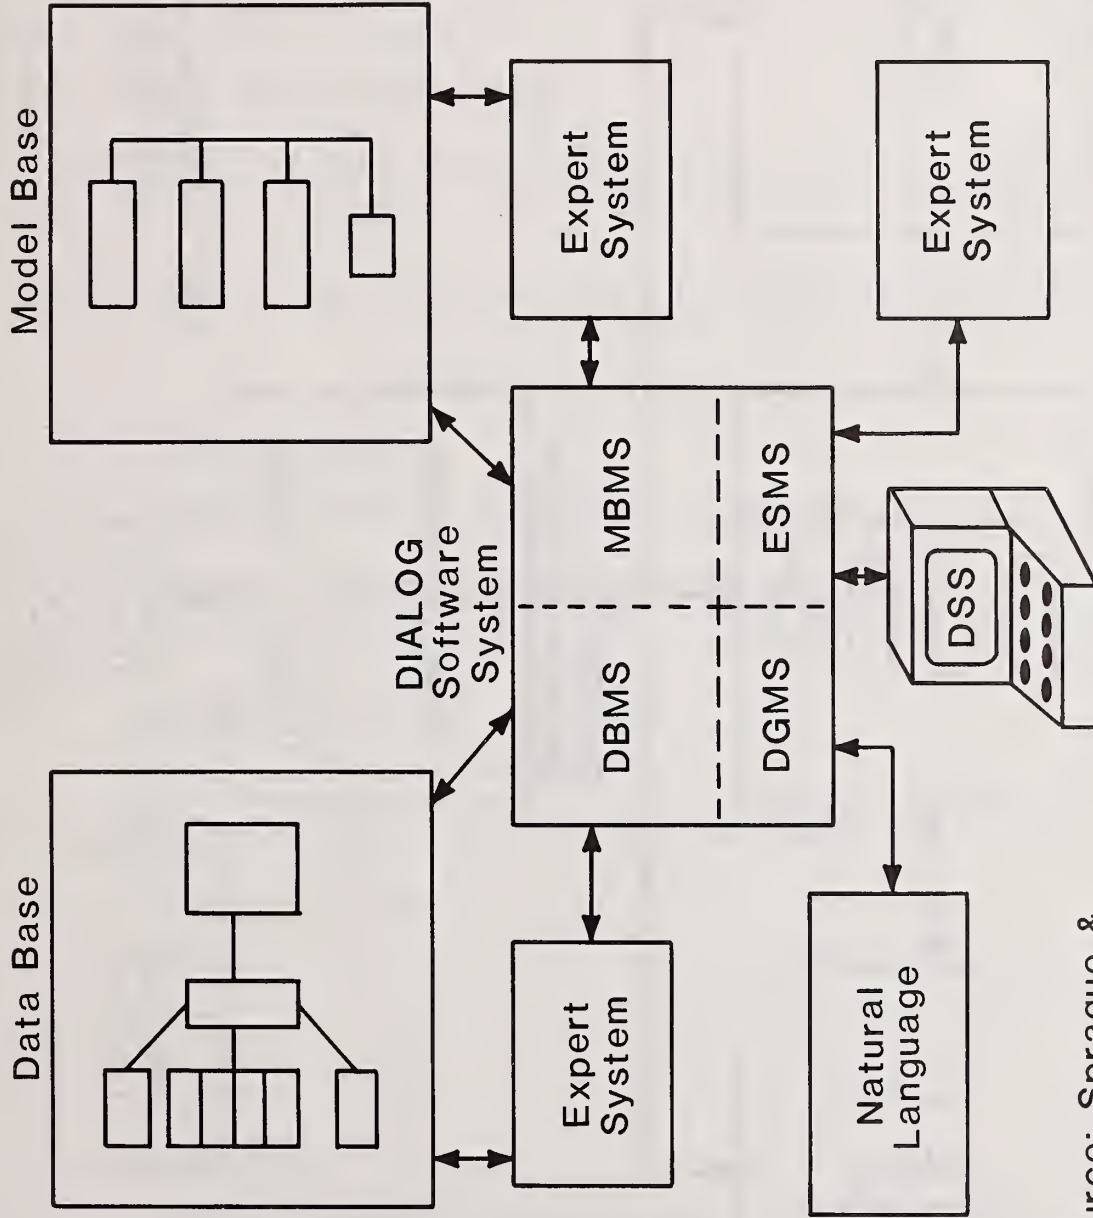 Data Base
Model Base
DIALOG
Software
System
DBMS
MBMS
DGMS
ESMS
Expert
System
Expert
System
Natural
Language
DSS
Expert
System
Sprague &